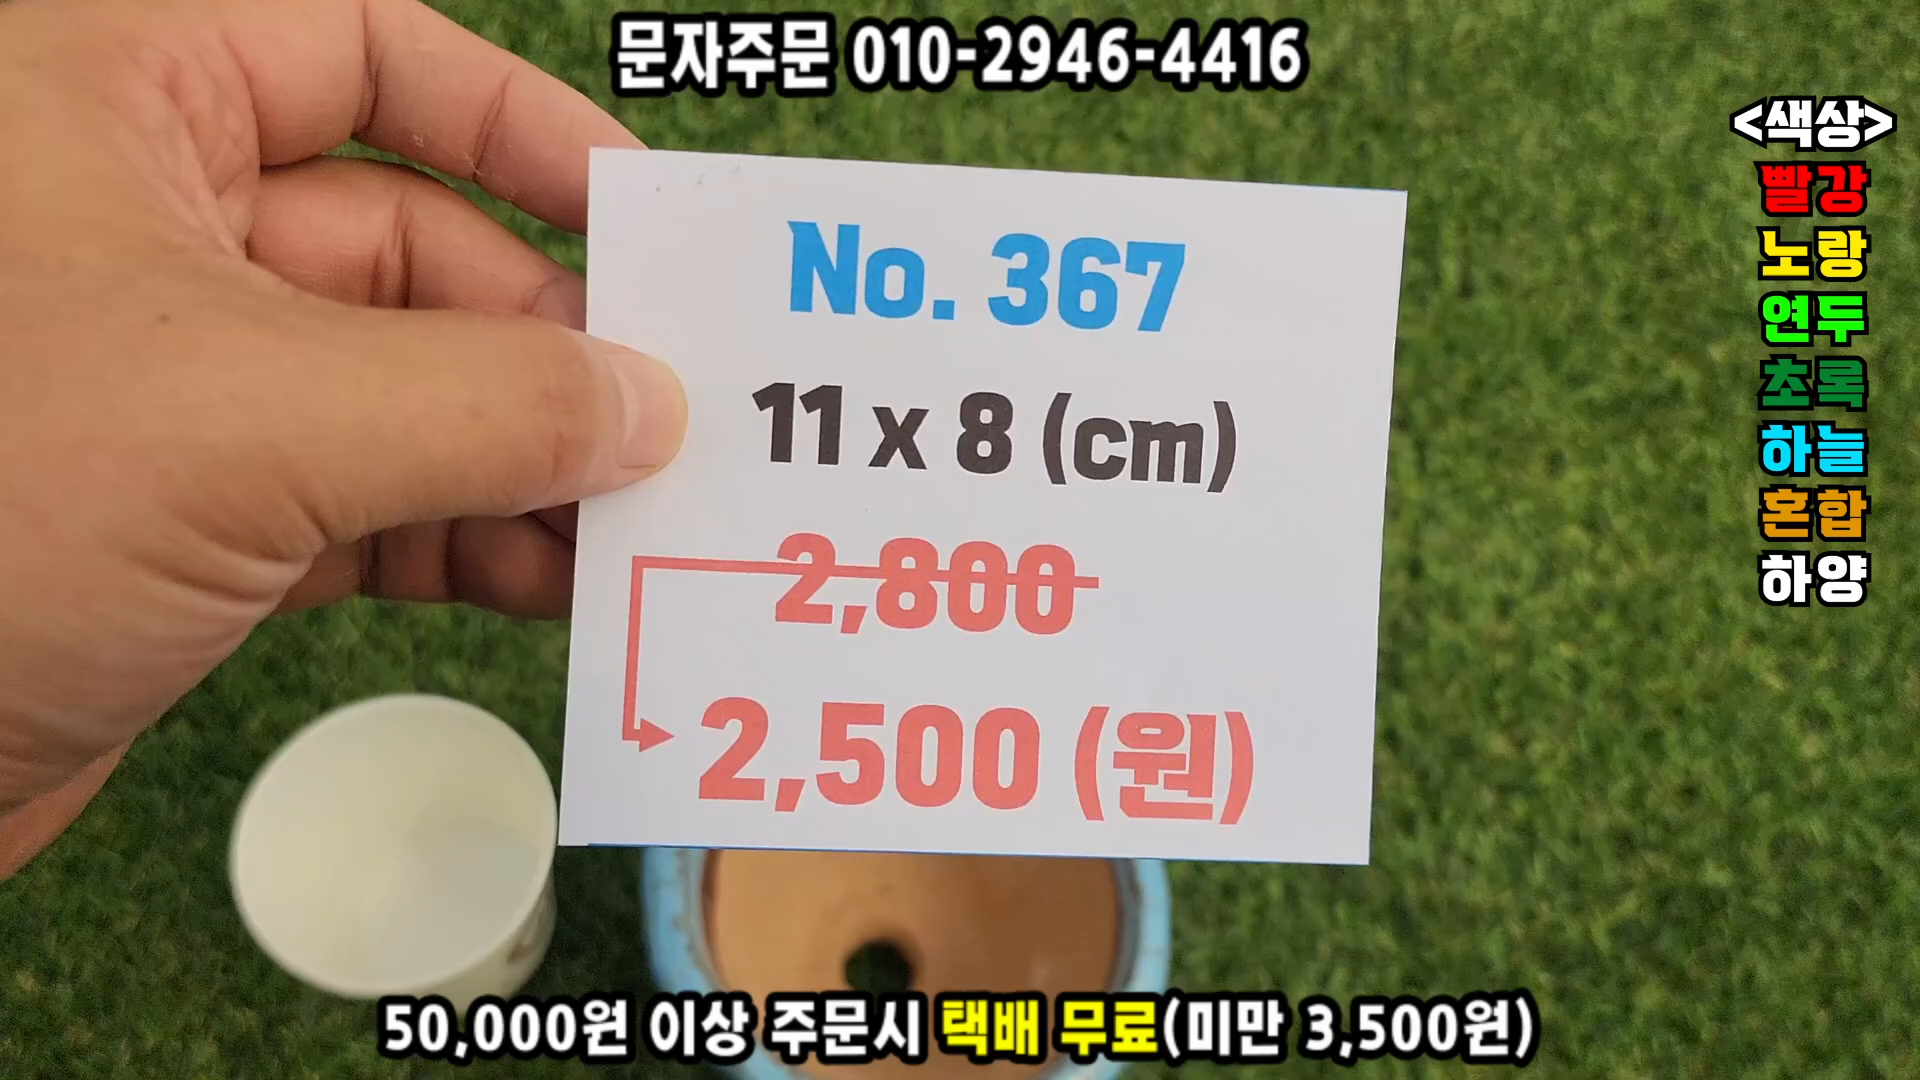 문자주문 010-2946-4416
No. 367
11 x 8 (cm)
2,800
2,500 (원)
<색상>
빨강
노랑
연두
초록
하늘
혼합
하양
50,000원 이상 주문시 택배 무료(미만 3,500원)